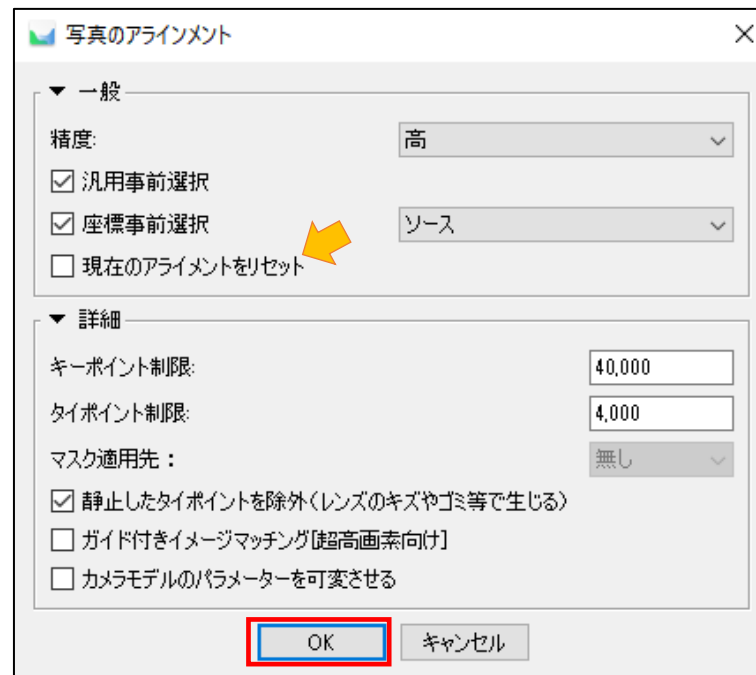 写真のアラインメント
一般
精度: 高
汎用事前選択
座標事前選択 ソース
現在のアライメントをリセット
詳細
キーポイント制限: 40,000
タイポイント制限: 4,000
マスク適用先： 無し
静止したタイポイントを除外(レンズのキズやゴミ等で生じる)
ガイド付きイメージマッチング[超高画素向け]
カメラモデルのパラメーターを可変させる
OK キャンセル